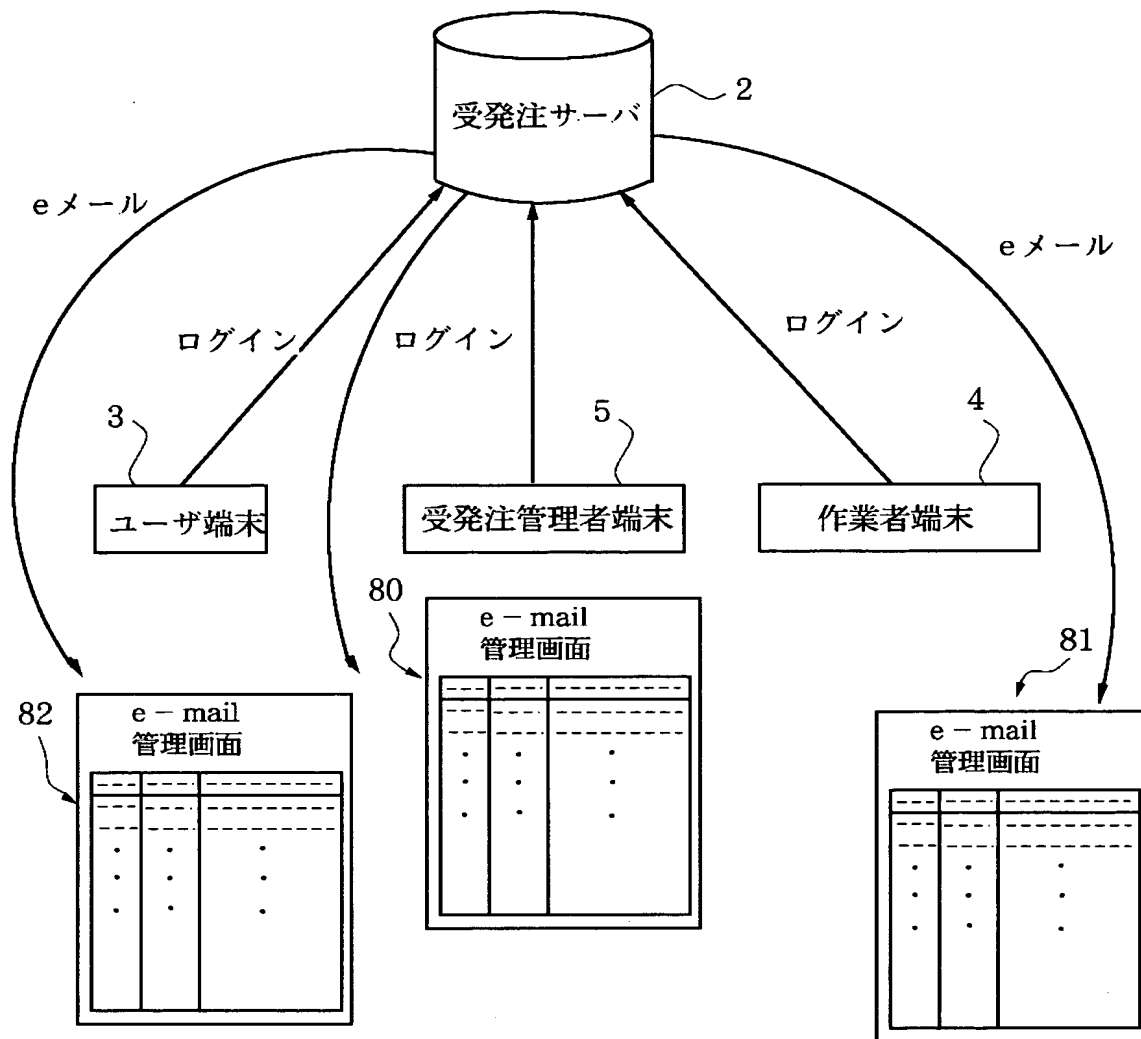 受発注サーバ
2
eメール
eメール
ログイン
ログイン
ログイン
3
5
4
ユーザ端末
受発注管理者端末
作業者端末
80
e-mail
管理画面
81
82
e-mail
管理画面
e-mail
管理画面